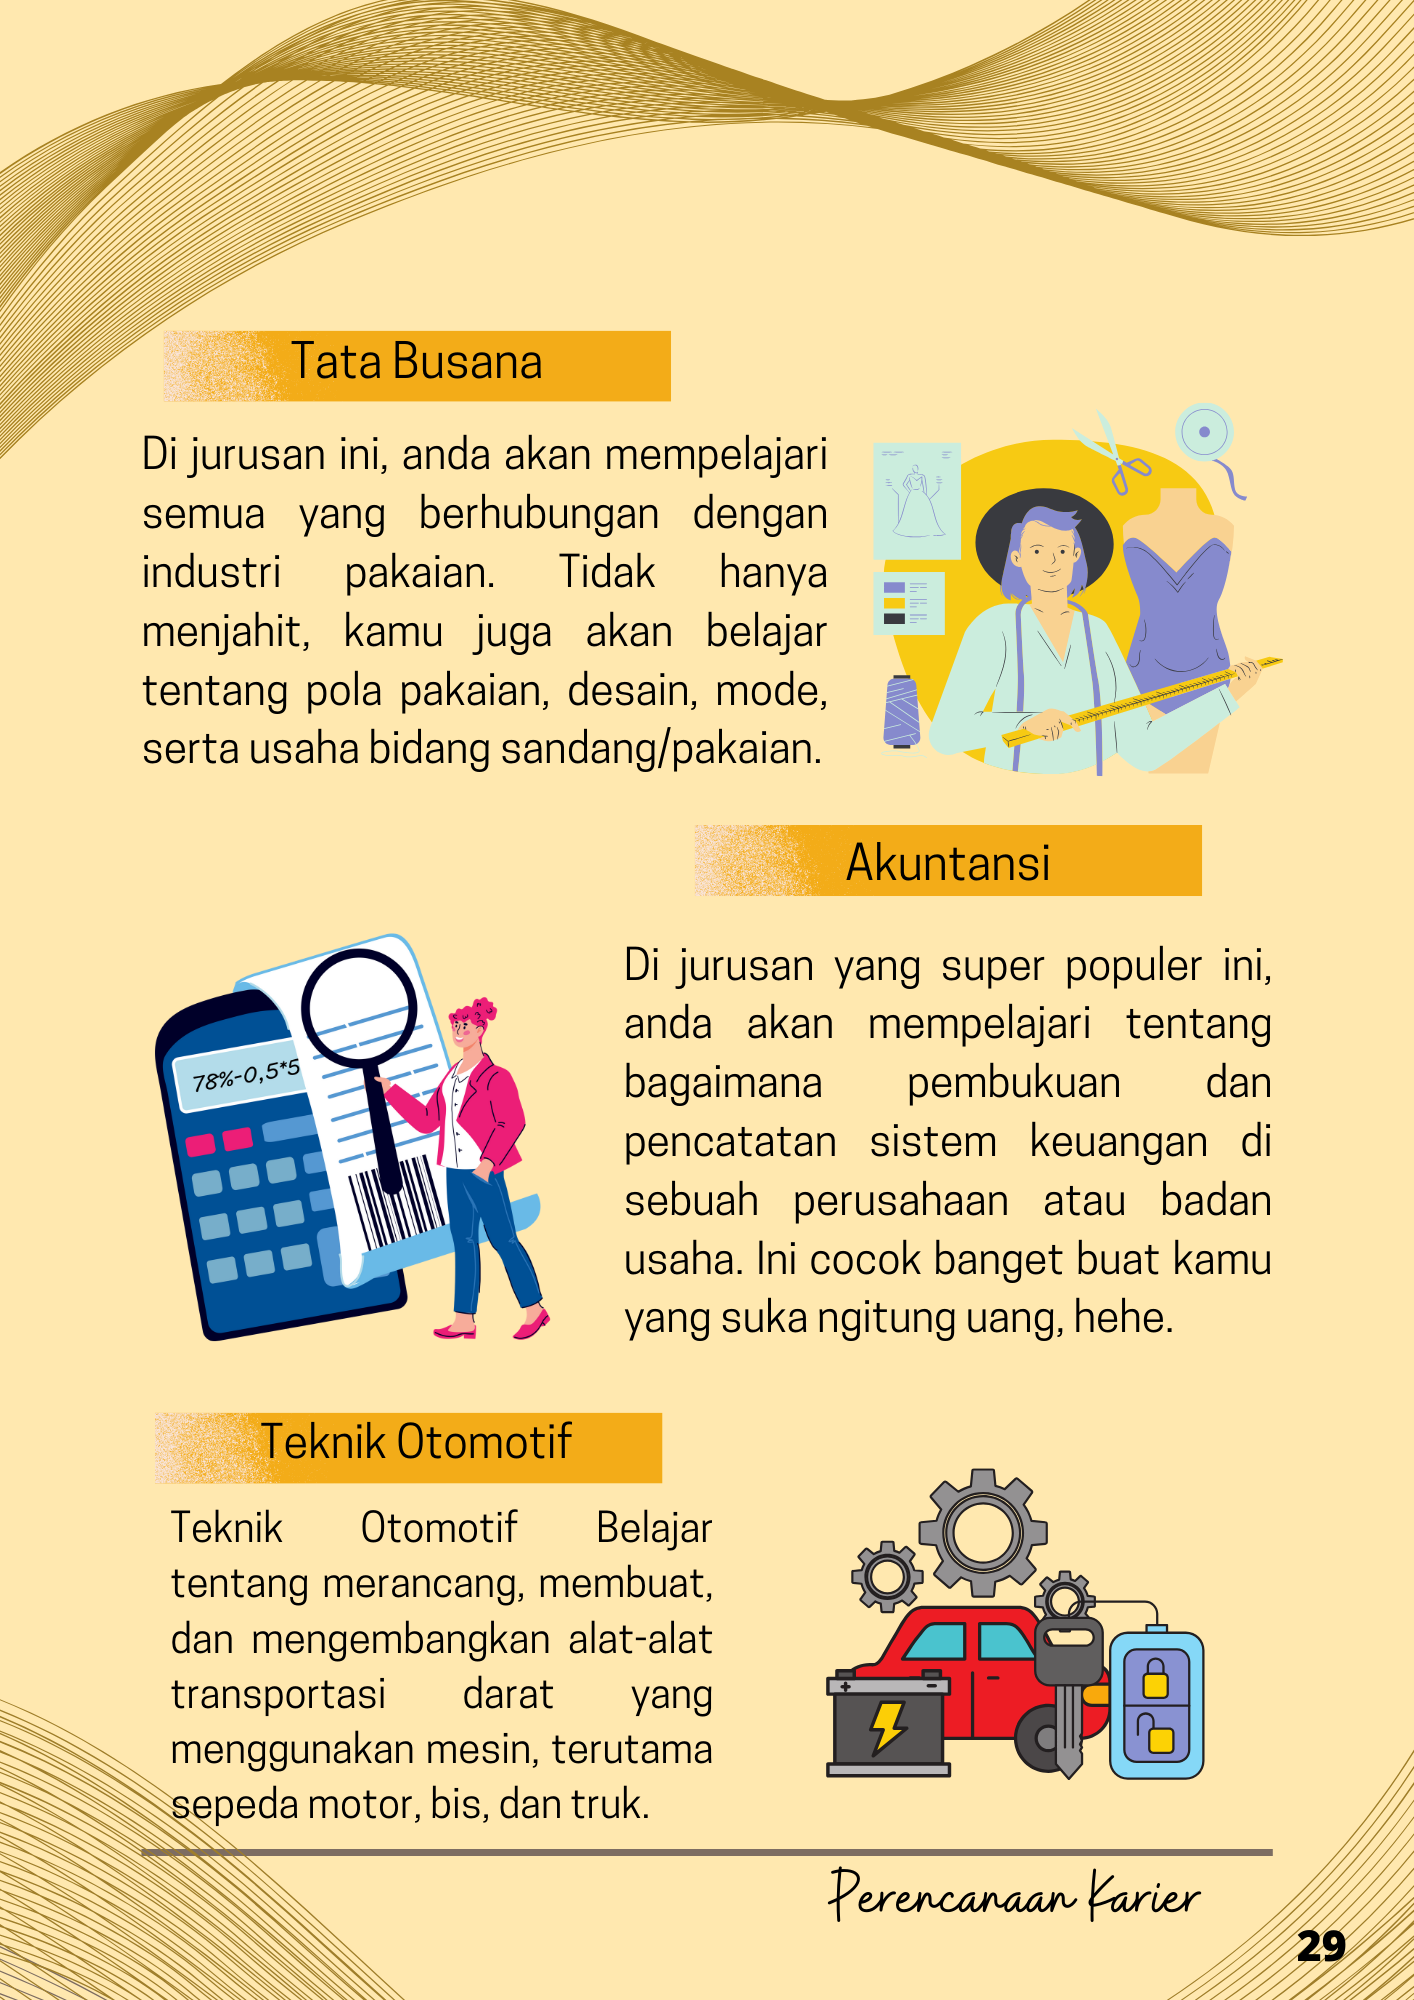 Tata Busana
Di jurusan ini, anda akan mempelajari
semua yang berhubungan dengan
industri pakaian. Tidak hanya
menjahit, kamu juga akan belajar
tentang pola pakaian, desain, mode,
serta usaha bidang sandang/pakaian.
Akuntansi
78%-0,5*5
Di jurusan yang super populer ini,
anda akan mempelajari tentang
bagaimana pembukuan dan
pencatatan sistem keuangan di
sebuah perusahaan atau badan
usaha. Ini cocok banget buat kamu
yang suka ngitung uang, hehe.
Teknik Otomotif
Teknik Otomotif Belajar
tentang merancang, membuat,
dan mengembangkan alat-alat
transportasi darat yang
menggunakan mesin, terutama
sepeda motor, bis, dan truk.
Perencanaan Karier
29